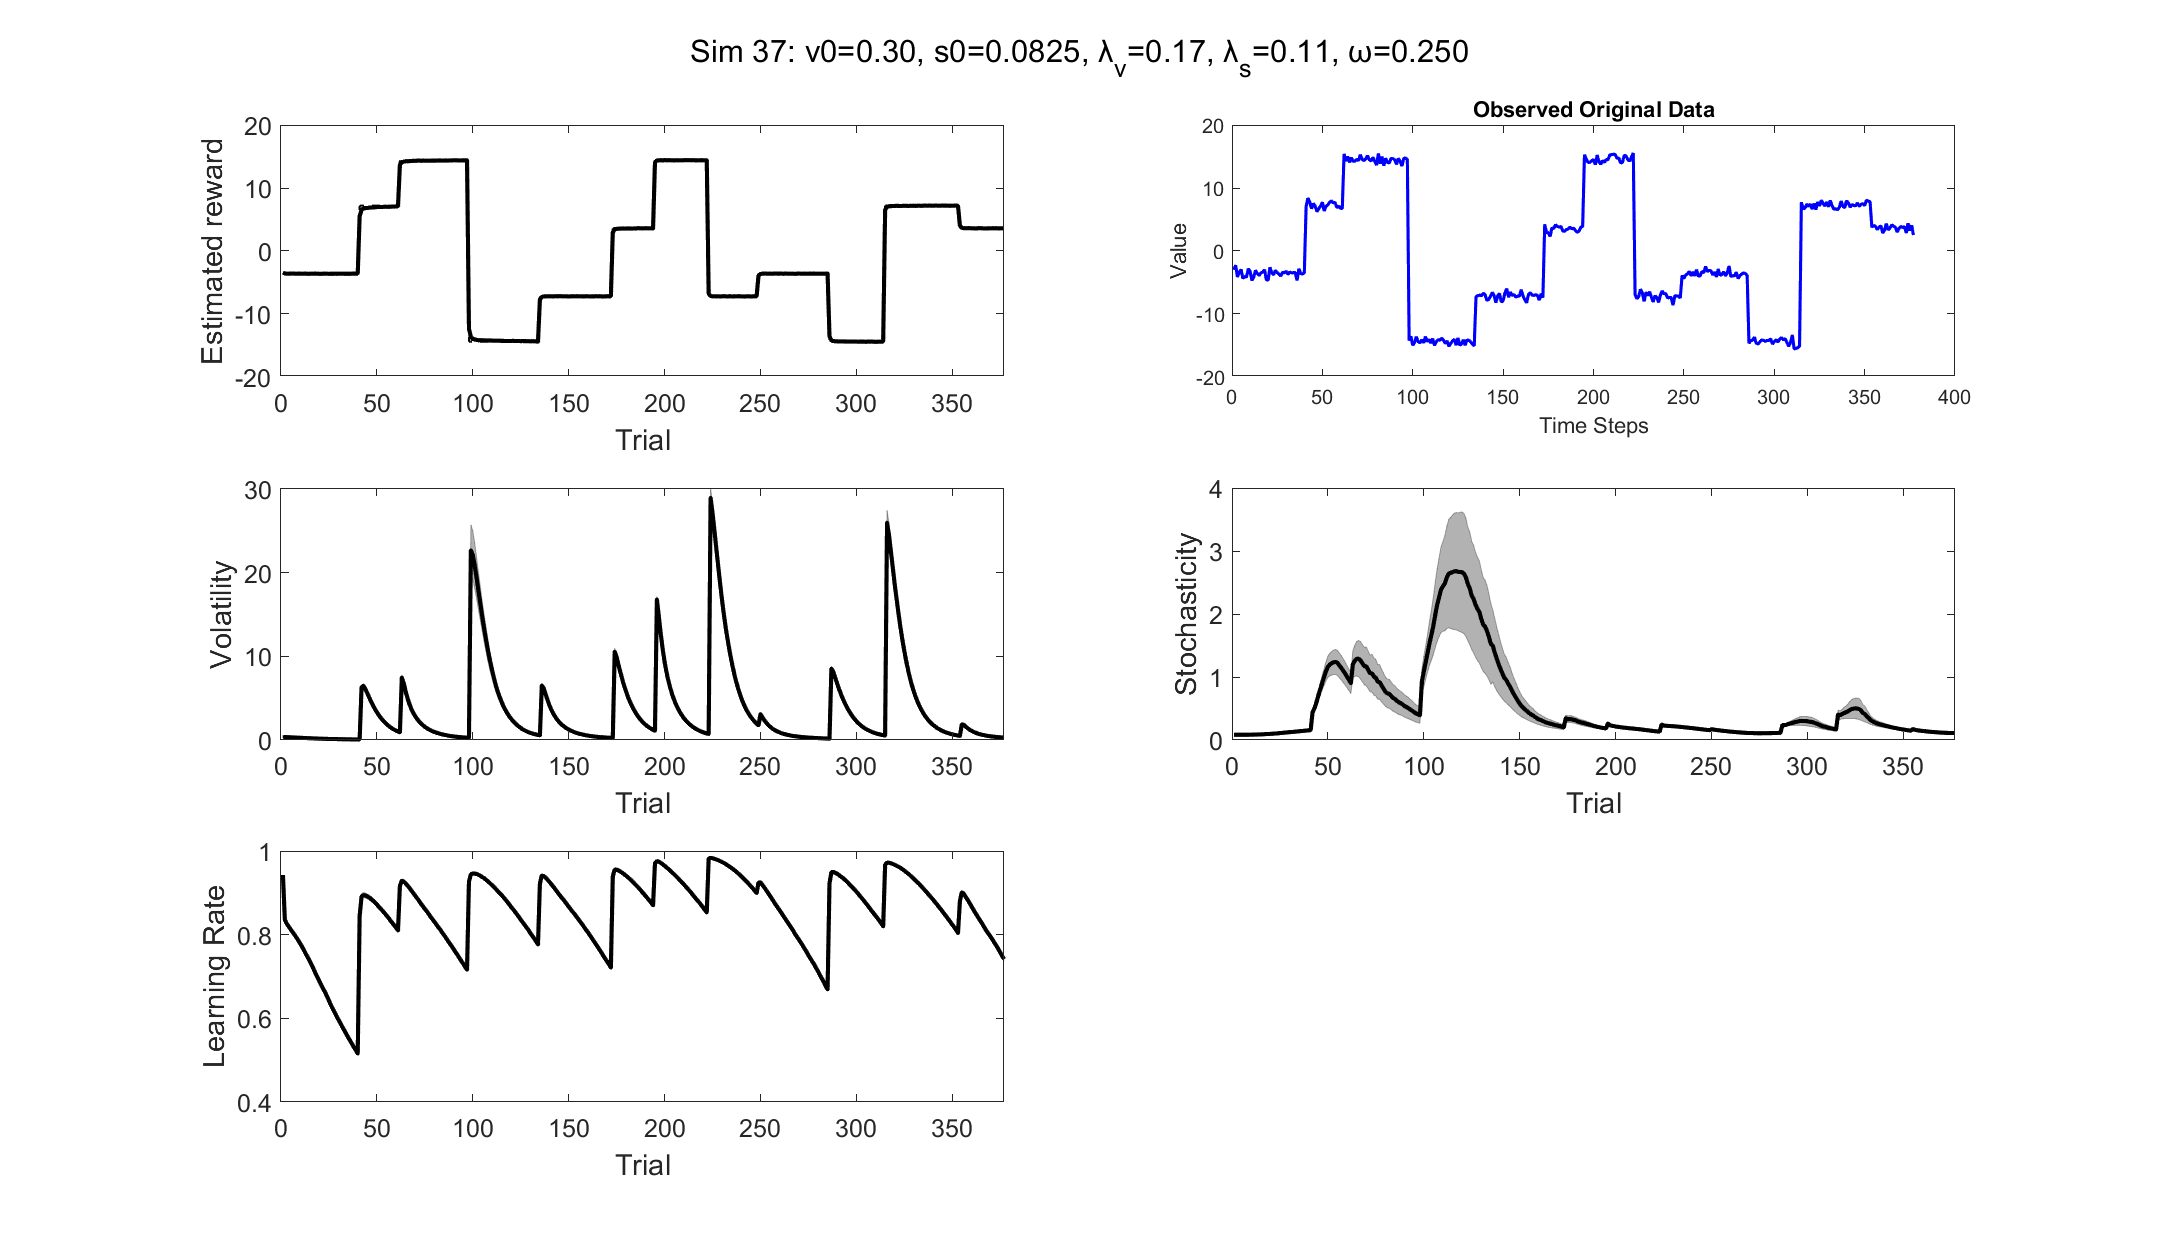 Sim 37: v0=0.30, s0=0.0825, λv=0.17, λs=0.11, ω=0.250
Estimated reward
20
10
0
-10
-20
0 50 100 150 200 250 300 350
Trial
Observed Original Data
Value
20
10
0
-10
-20
0 50 100 150 200 250 300 350 400
Time Steps
Volatility
30
20
10
0
0 50 100 150 200 250 300 350
Trial
Stochasticity
4
3
2
1
0
0 50 100 150 200 250 300 350
Trial
Learning Rate
1
0.8
0.6
0.4
0 50 100 150 200 250 300 350
Trial